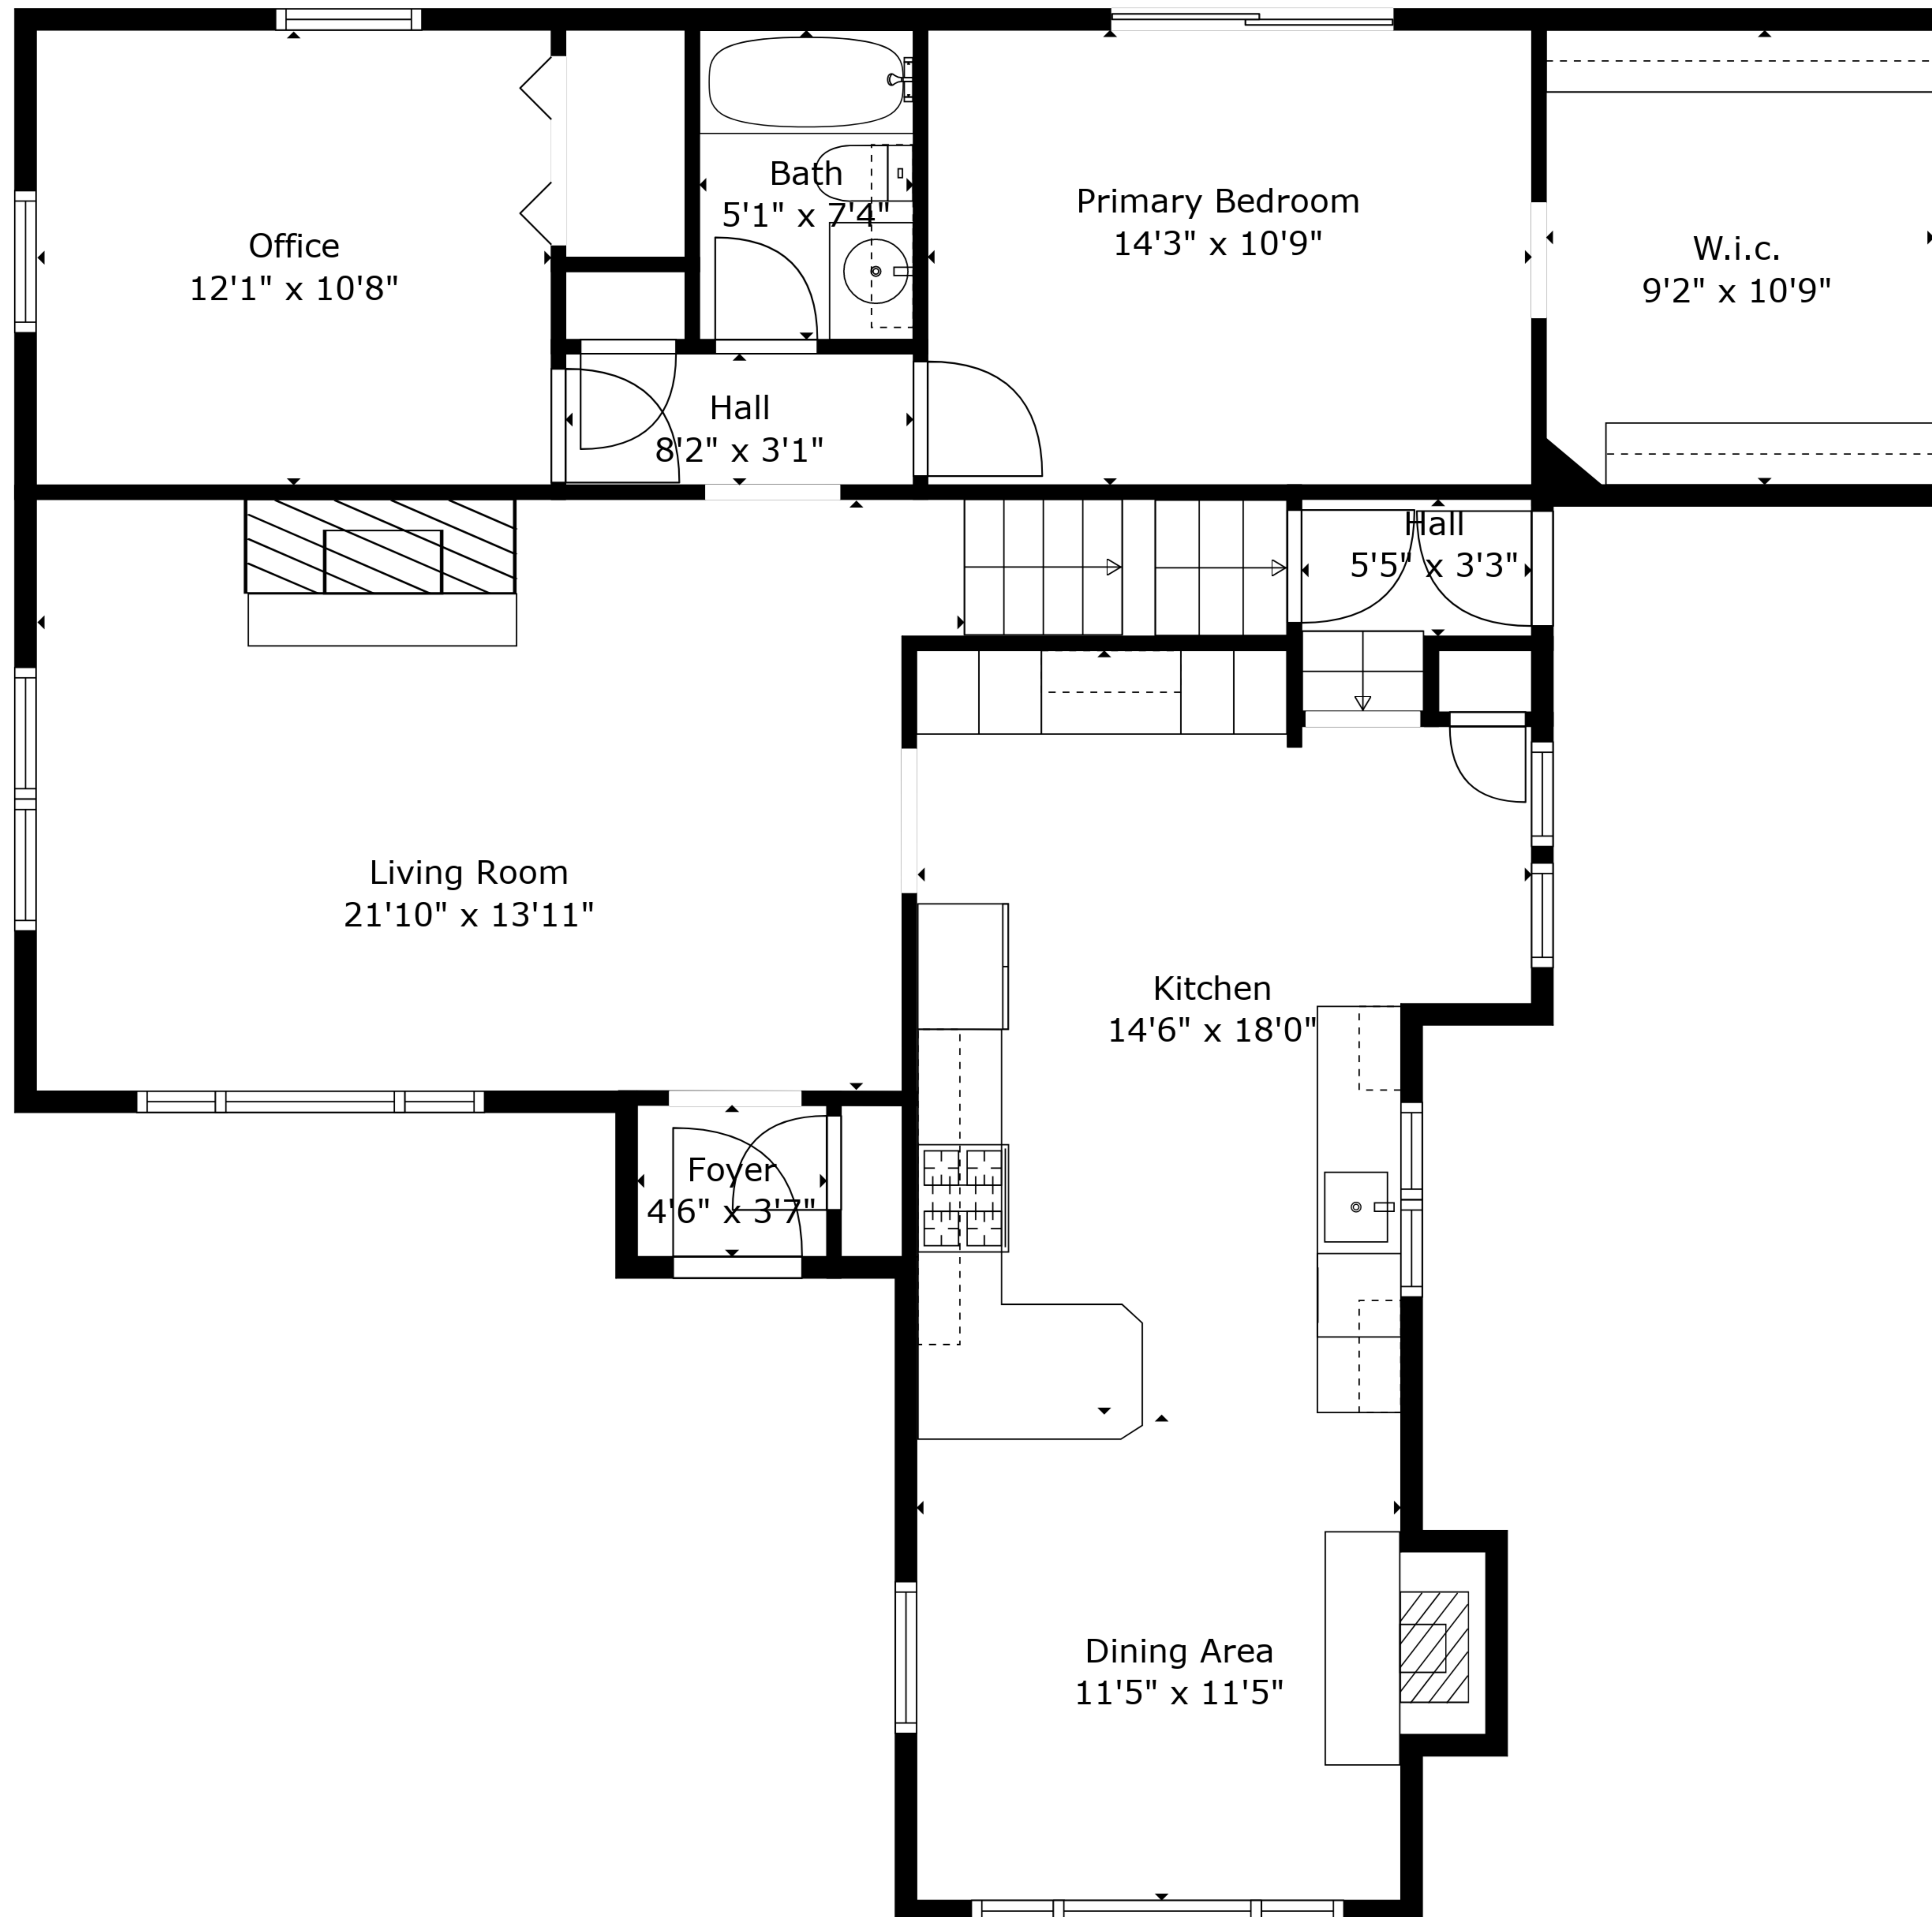 Bath
5'1" x 7'4"
Primary Bedroom
14'3" x 10'9"
Office
12'1" x 10'8"
W.i.c.
9'2" x 10'9"
Hall
8'2" x 3'1"
Hall
5'5" x 3'3"
Living Room
21'10" x 13'11"
Kitchen
14'6" x 18'0"
Foyer
4'6" x 3'7"
Dining Area
11'5" x 11'5"